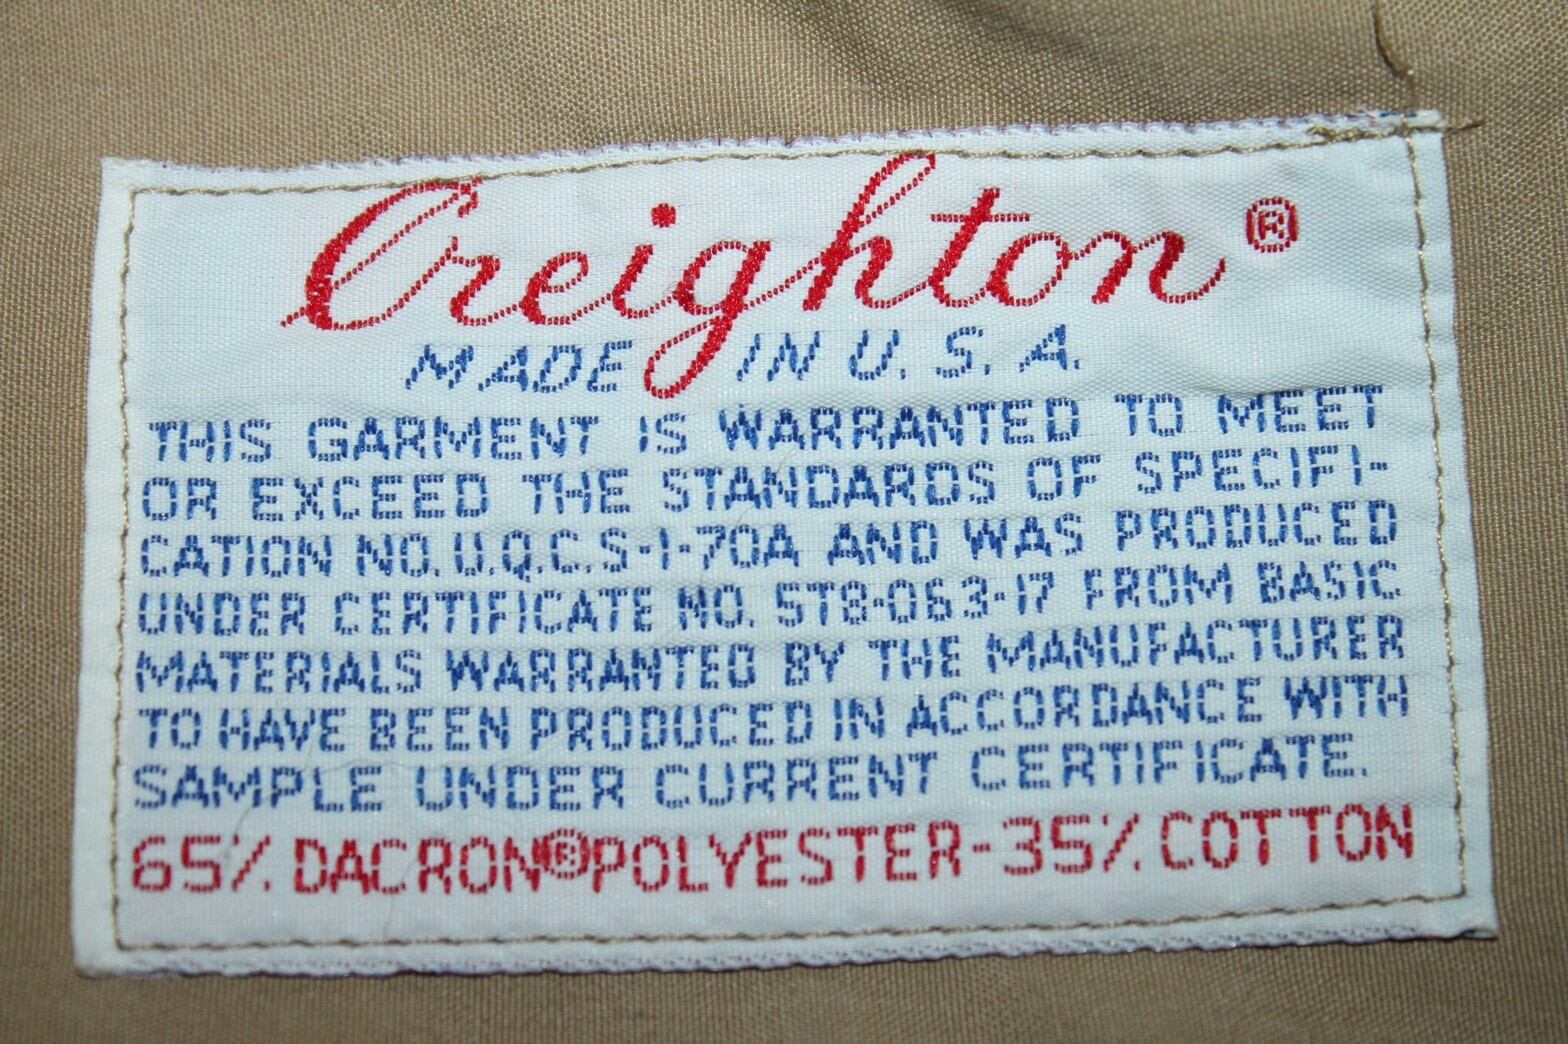 Creighton ®
MADE IN U.S.A.
THIS GARMENT IS WARRANTED TO MEET
OR EXCEED THE STANDARDS OF SPECIFI-
CATION NO. U.Q.C.S-1-70A AND WAS PRODUCED
UNDER CERTIFICATE NO. ST8-063-17 FROM BASIC
MATERIALS WARRANTED BY THE MANUFACTURER
TO HAVE BEEN PRODUCED IN ACCORDANCE WITH
SAMPLE UNDER CURRENT CERTIFICATE.
65% DACRON® POLYESTER-35% COTTON